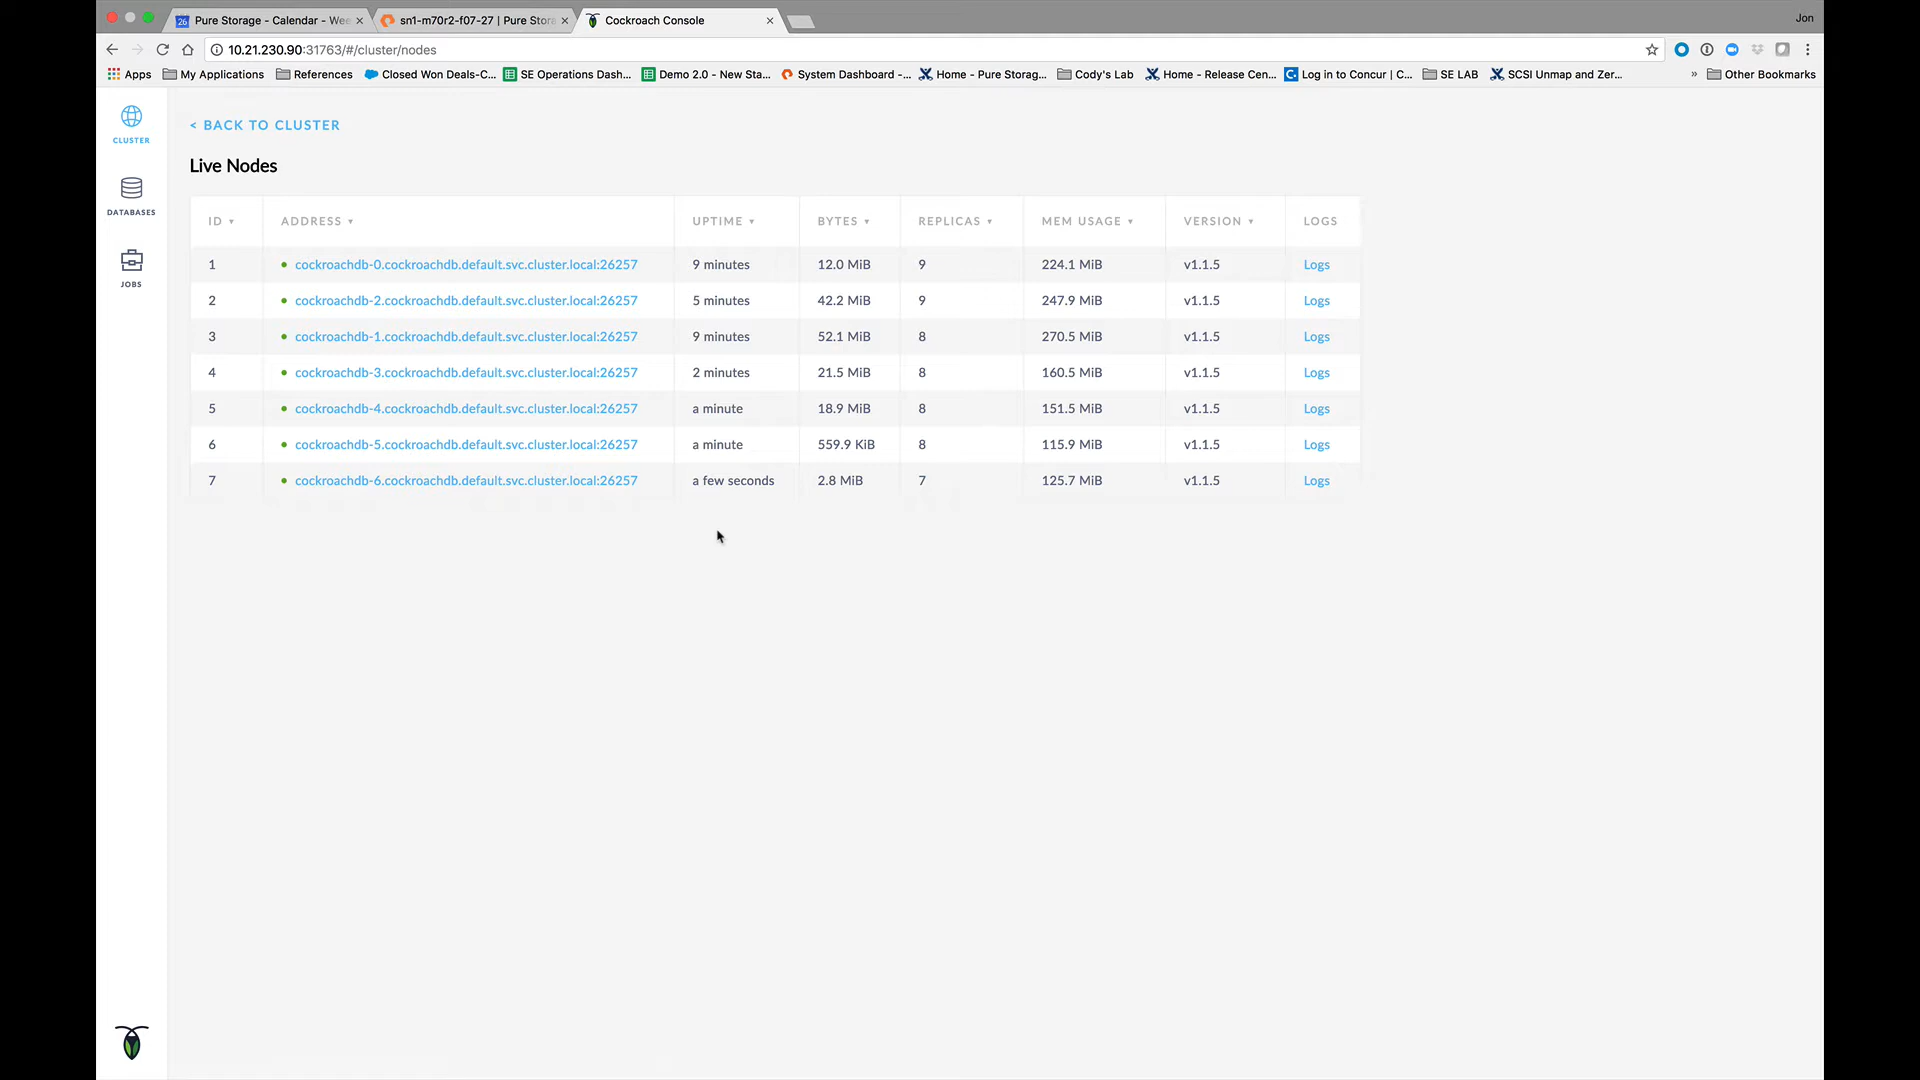 26 Pure Storage - Calendar - Wee
sn1-m70r2-f07-27 | Pure Stora
Cockroach Console
Jon
10.21.230.90:31763/#/cluster/nodes
Apps My Applications References Closed Won Deals-C... SE Operations Dash... Demo 2.0 - New Sta... System Dashboard -... Home - Pure Storag... Cody's Lab Home - Release Cen... Log in to Concur | C... SE LAB SCSI Unmap and Zer... » Other Bookmarks
CLUSTER
DATABASES
JOBS
< BACK TO CLUSTER
Live Nodes
ID ▼ ADDRESS ▼ UPTIME ▼ BYTES ▼ REPLICAS ▼ MEM USAGE ▼ VERSION ▼ LOGS
1 cockroachdb-0.cockroachdb.default.svc.cluster.local:26257 9 minutes 12.0 MiB 9 224.1 MiB v1.1.5 Logs
2 cockroachdb-2.cockroachdb.default.svc.cluster.local:26257 5 minutes 42.2 MiB 9 247.9 MiB v1.1.5 Logs
3 cockroachdb-1.cockroachdb.default.svc.cluster.local:26257 9 minutes 52.1 MiB 8 270.5 MiB v1.1.5 Logs
4 cockroachdb-3.cockroachdb.default.svc.cluster.local:26257 2 minutes 21.5 MiB 8 160.5 MiB v1.1.5 Logs
5 cockroachdb-4.cockroachdb.default.svc.cluster.local:26257 a minute 18.9 MiB 8 151.5 MiB v1.1.5 Logs
6 cockroachdb-5.cockroachdb.default.svc.cluster.local:26257 a minute 559.9 KiB 8 115.9 MiB v1.1.5 Logs
7 cockroachdb-6.cockroachdb.default.svc.cluster.local:26257 a few seconds 2.8 MiB 7 125.7 MiB v1.1.5 Logs